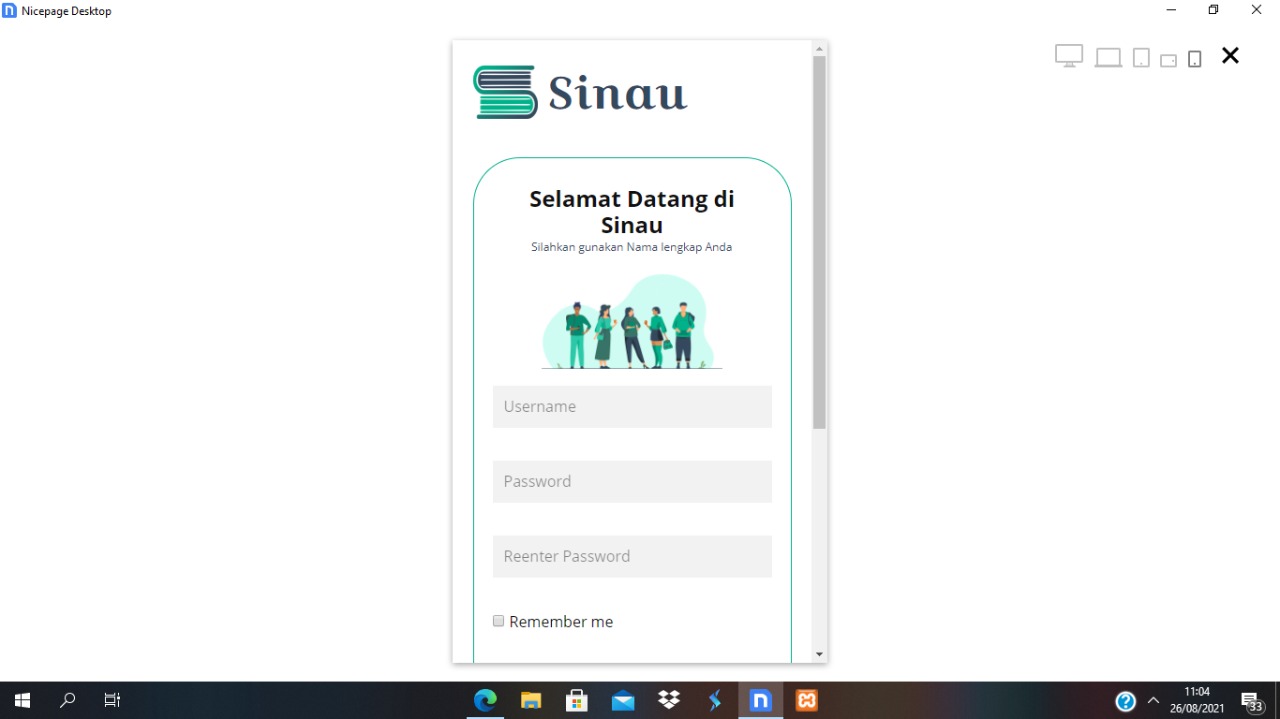 Nicepage Desktop
Sinau
Selamat Datang di
Sinau
Silahkan gunakan Nama lengkap Anda
Username
Password
Reenter Password
Remember me
11:04
26/08/2021
33